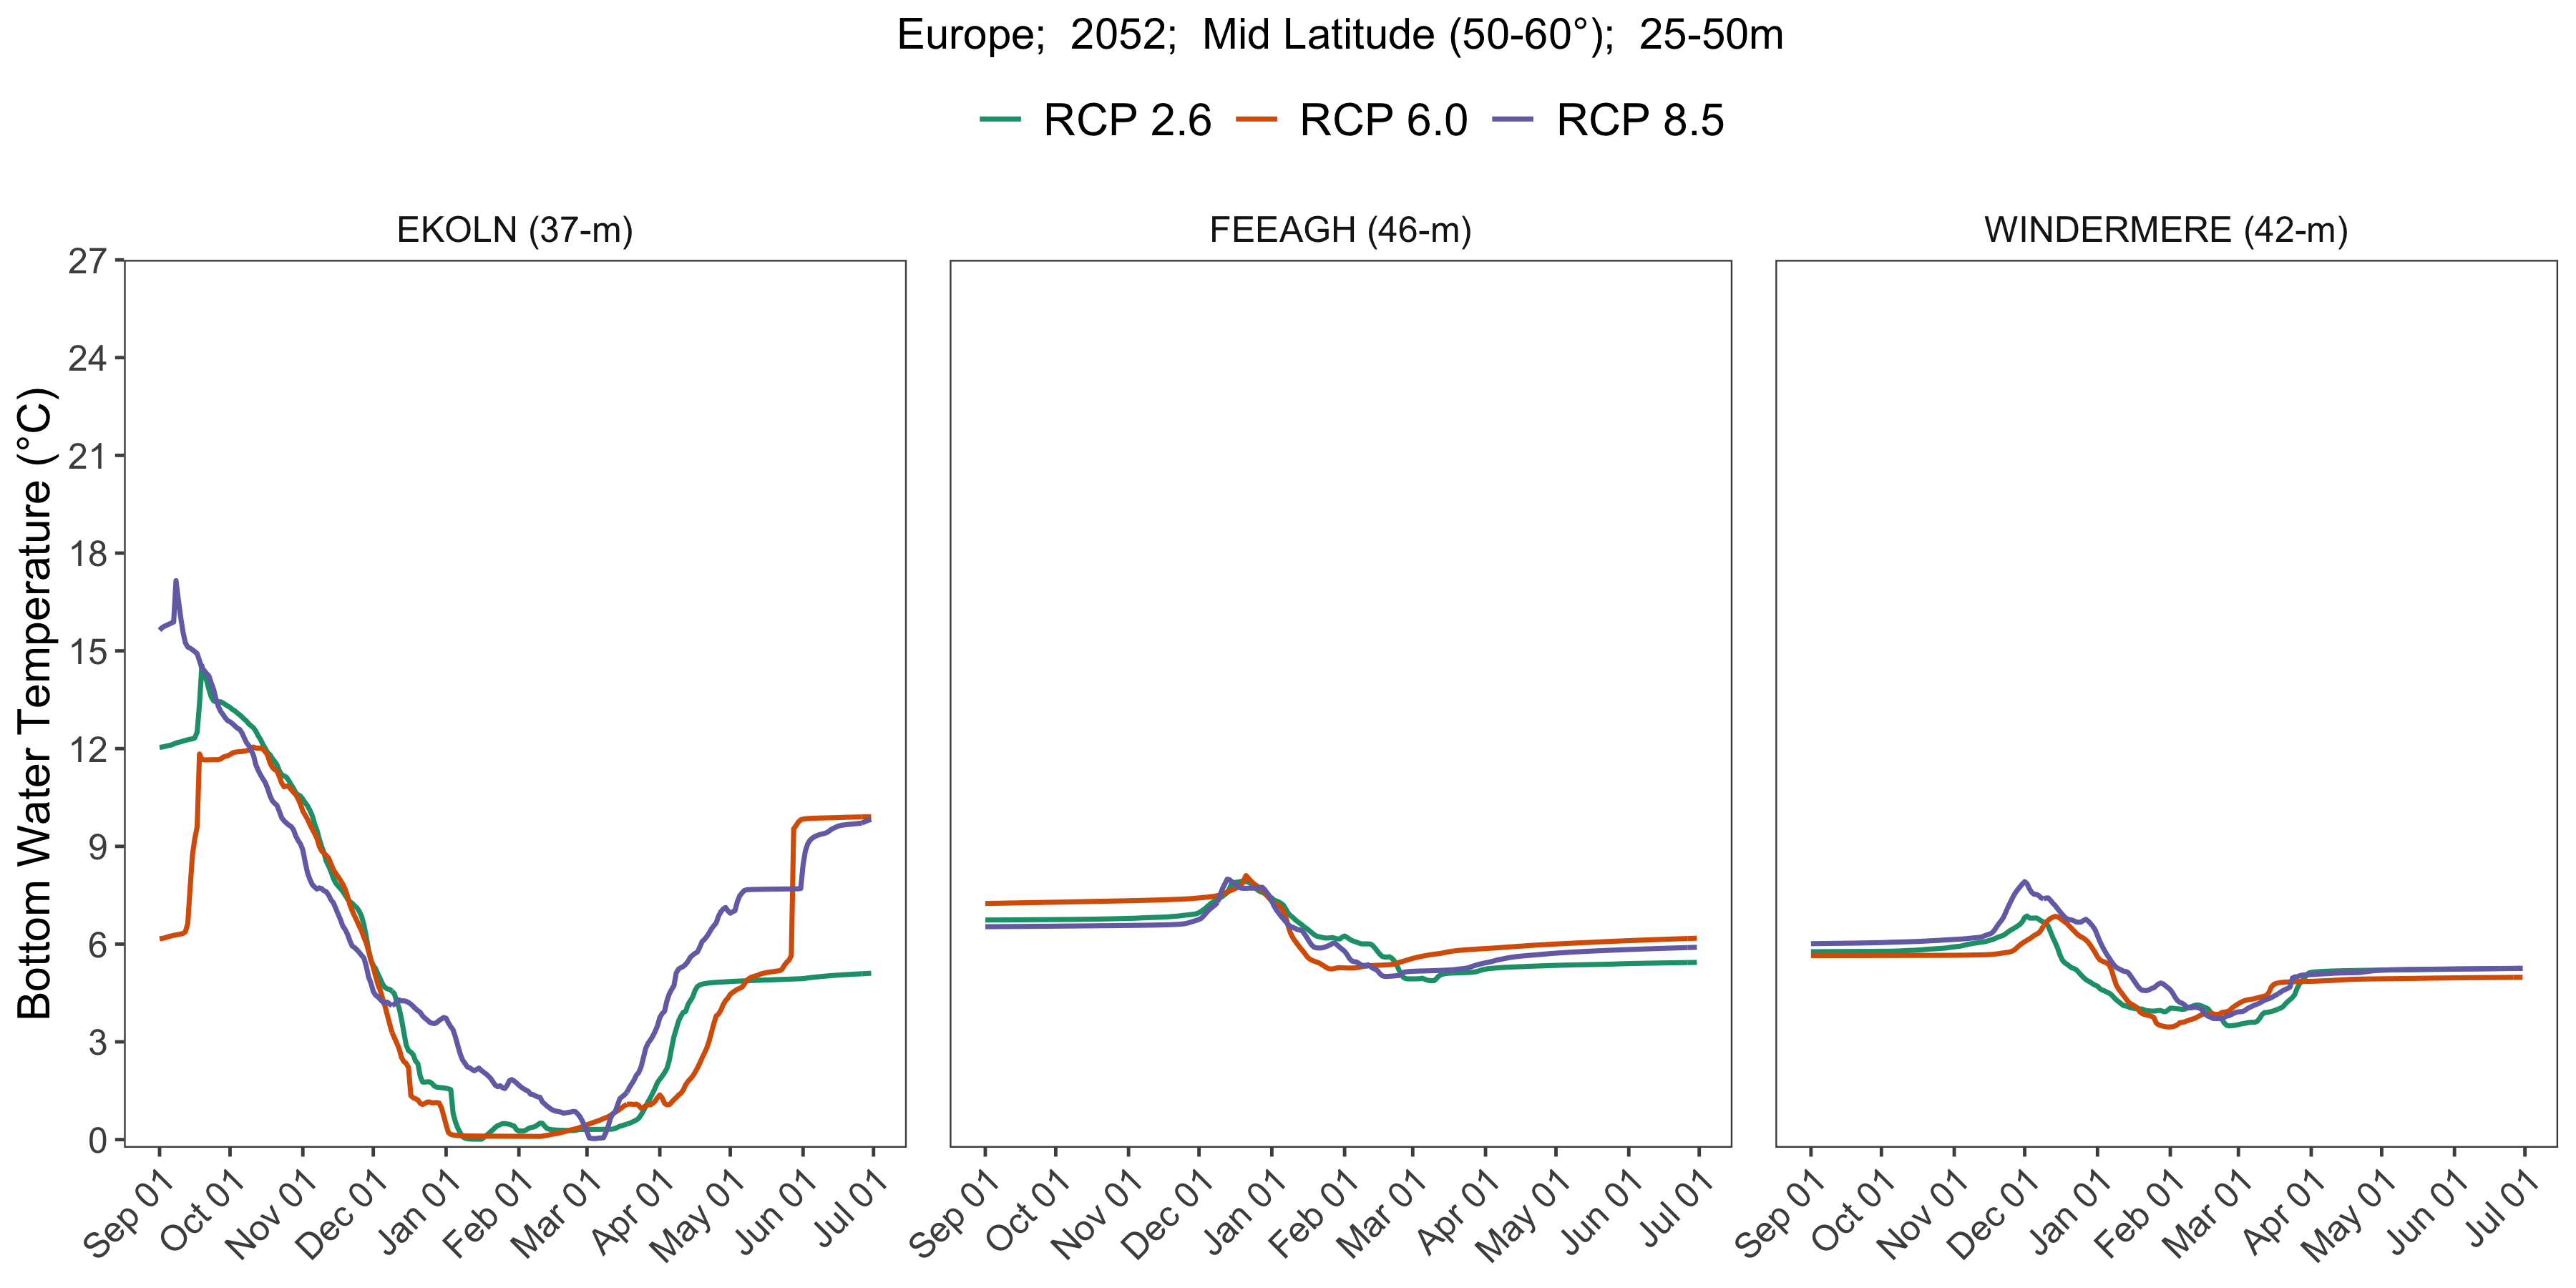 Europe;  2052;  Mid Latitude (50-60°);  25-50m
RCP 2.6 RCP 6.0 RCP 8.5
EKOLN (37-m) FEEAGH (46-m) WINDERMERE (42-m)
Bottom Water Temperature (°C)
27
24
21
18
15
12
9
6
3
0
Sep 01 Oct 01 Nov 01 Dec 01 Jan 01 Feb 01 Mar 01 Apr 01 May 01 Jun 01 Jul 01
Sep 01 Oct 01 Nov 01 Dec 01 Jan 01 Feb 01 Mar 01 Apr 01 May 01 Jun 01 Jul 01
Sep 01 Oct 01 Nov 01 Dec 01 Jan 01 Feb 01 Mar 01 Apr 01 May 01 Jun 01 Jul 01